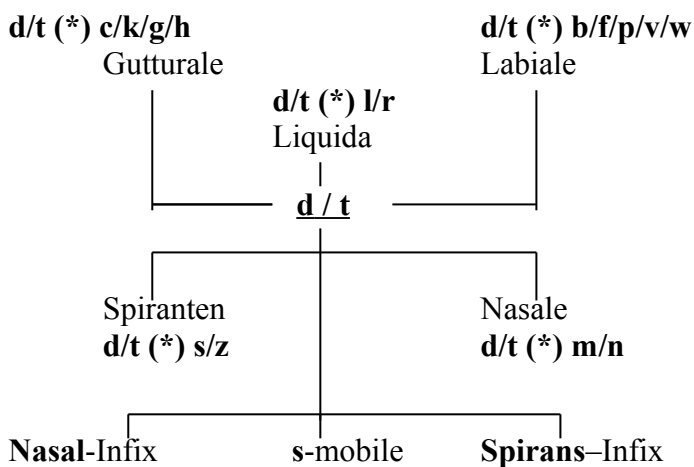 d/t (*) c/k/g/h d/t (*) b/f/p/v/w
Gutturale Labiale
d/t (*) l/r
Liquida
d / t
Spiranten Nasale
d/t (*) s/z d/t (*) m/n
Nasal-Infix s-mobile Spirans–Infix